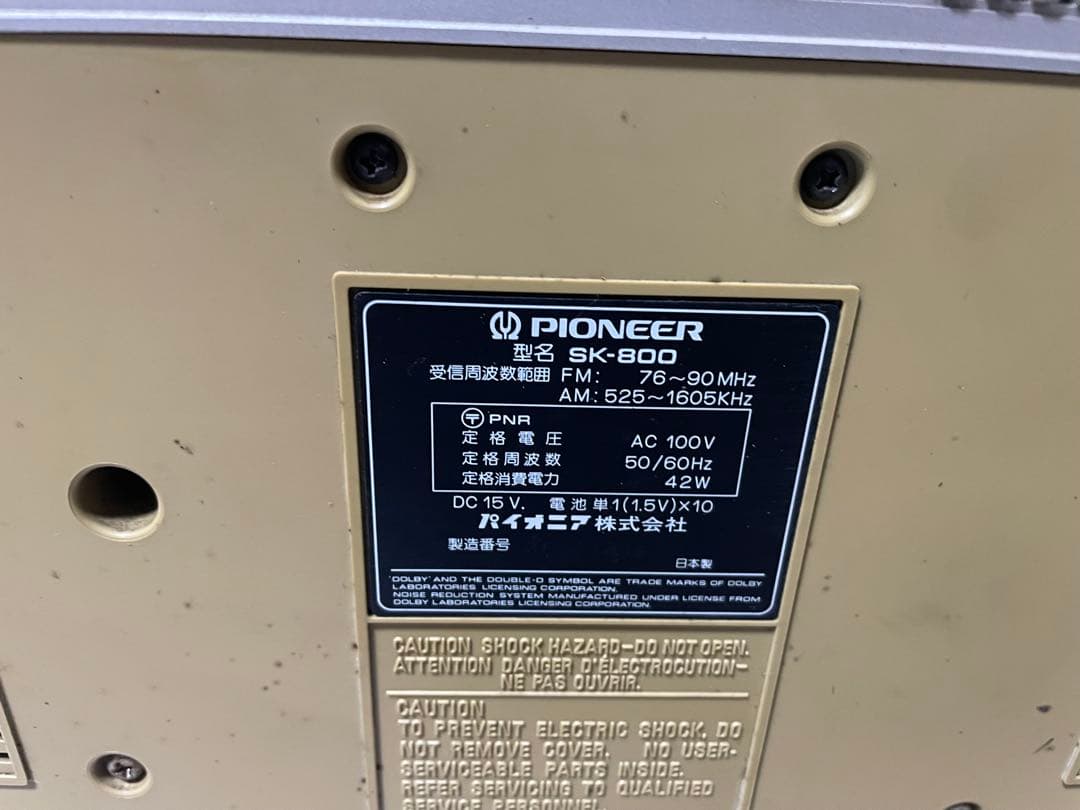 PIONEER
型名 SK-800
受信周波数範囲 FM: 76~90MHz
AM: 525~1605KHz
〒 PNR
定格電圧 AC 100V
定格周波数 50/60Hz
定格消費電力 42W
DC 15 V. 電池 単1(1.5V)×10
パイオニア株式会社
製造番号
日本製
'DOLBY' AND THE DOUBLE-D SYMBOL ARE TRADE MARKS OF DOLBY
LABORATORIES LICENSING CORPORATION.
NOISE REDUCTION SYSTEM MANUFACTURED UNDER LICENSE FROM
DOLBY LABORATORIES LICENSING CORPORATION.
CAUTION SHOCK HAZARD-DO NOT OPEN.
ATTENTION DANGER D'ÉLECTROCUTION-
NE PAS OUVRIR.
CAUTION
TO PREVENT ELECTRIC SHOCK, DO
NOT REMOVE COVER. NO USER-
SERVICEABLE PARTS INSIDE.
REFER SERVICING TO QUALIFIED
SERVICE PERSONNEL.